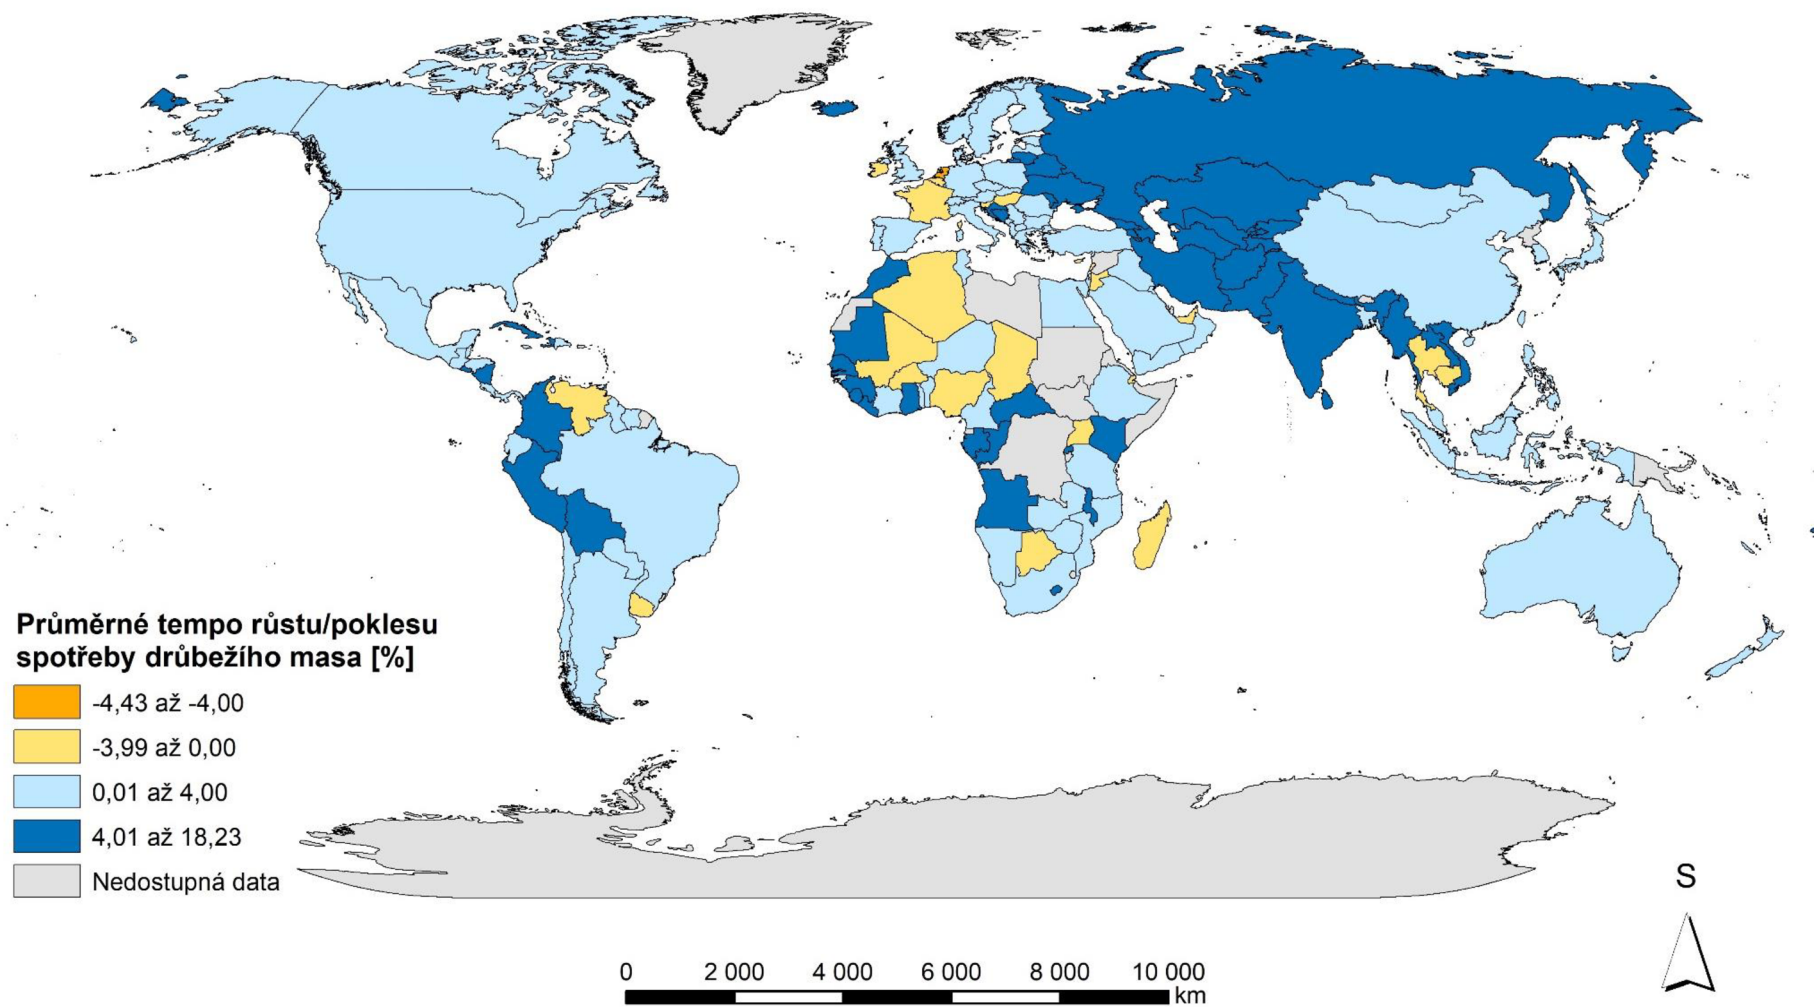 Průměrné tempo růstu/poklesu
spotřeby drůbežího masa [%]
-4,43 až -4,00
-3,99 až 0,00
0,01 až 4,00
4,01 až 18,23
Nedostupná data
S
0 2 000 4 000 6 000 8 000 10 000
km